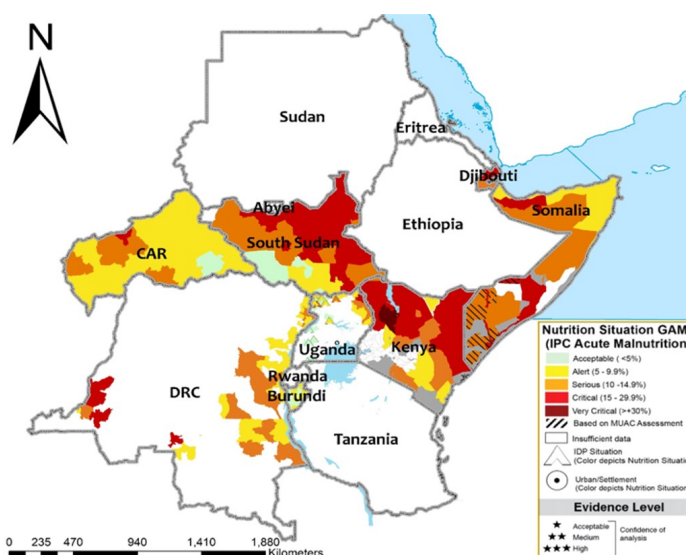 N
Sudan
Eritrea
Djibouti
Abyei
Ethiopia
Somalia
South Sudan
CAR
Uganda
Kenya
DRC
Rwanda
Burundi
Tanzania
0 235 470 940 1,410 1,880
Kilometers
Nutrition Situation GAM
(IPC Acute Malnutrition
Acceptable (<5%)
Alert (5 - 9.9%)
Serious (10 -14.9%)
Critical (15 - 29.9%)
Very Critical (>+30%)
Based on MUAC Assessment
Insufficient data
IDP Situation
(Color depicts Nutrition Situatio
Urban/Settlement
(Color depicts Nutrition Situation
Evidence Level
Acceptable
Medium
High
Confidence of
analysis